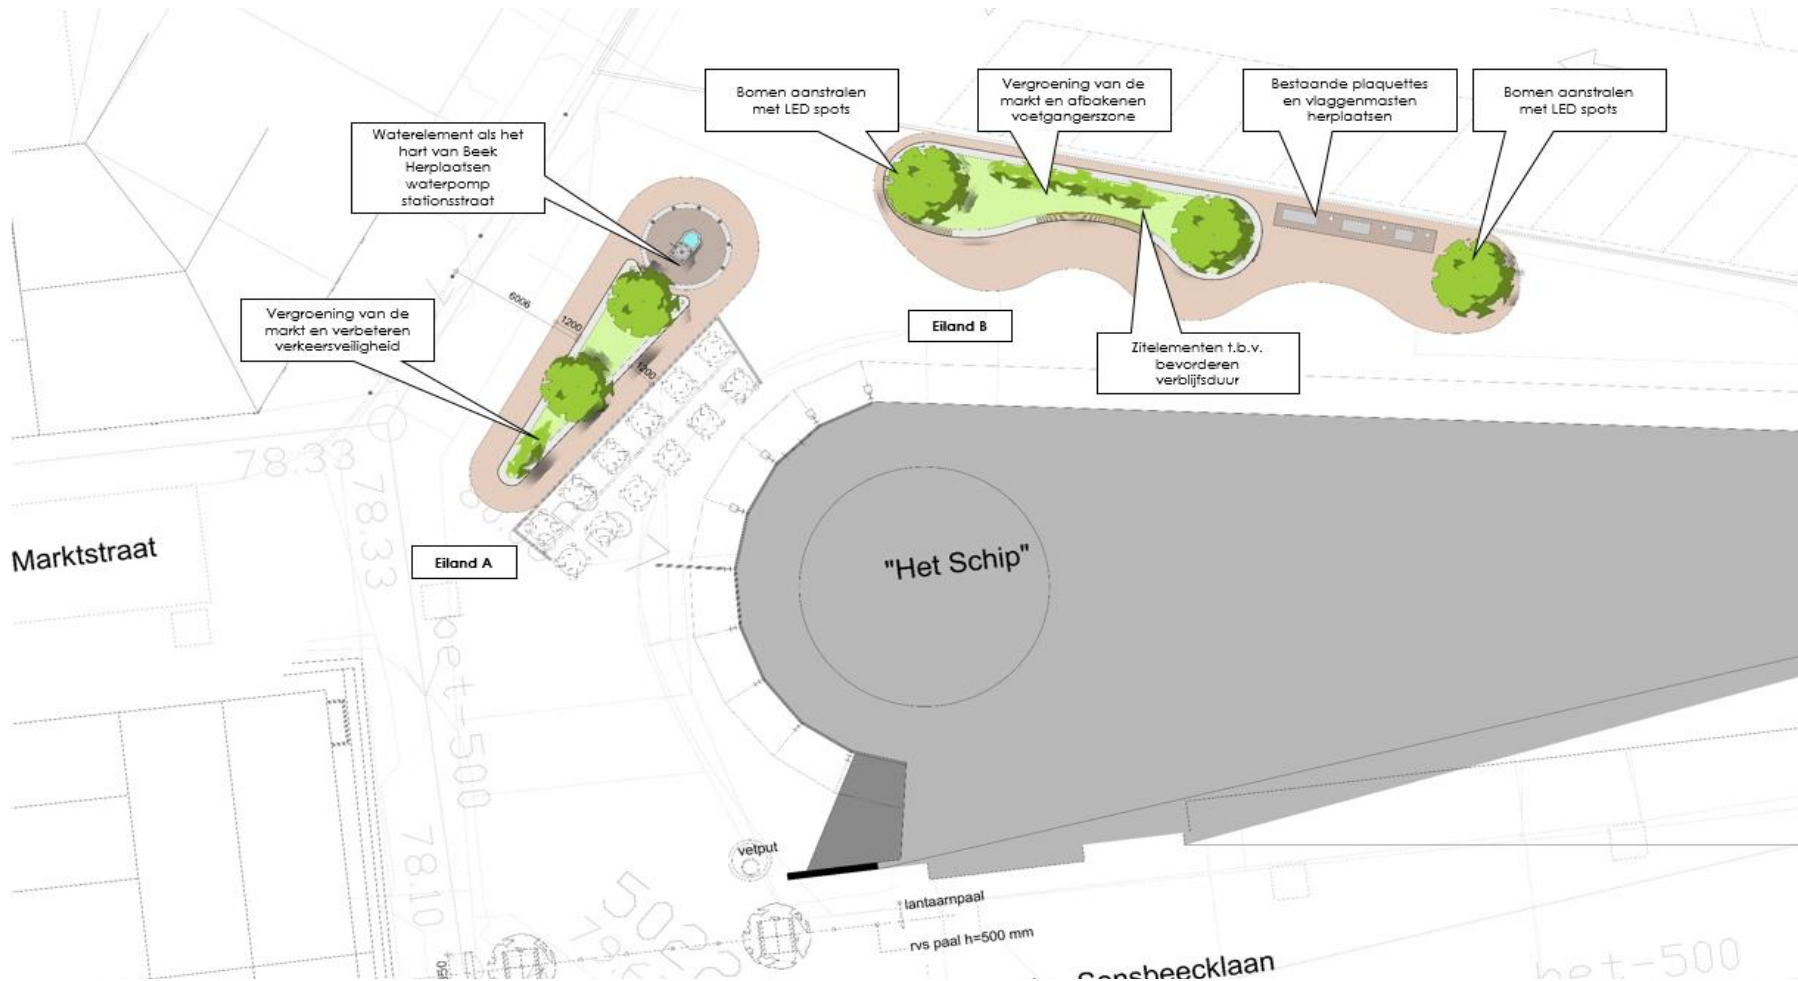 Bomen aanstralen
met LED spots
Vergroening van de
markt en afbakenen
voetgangerszone
Bestaande plaquettes
en vlaggenmasten
herplaatsen
Bomen aanstralen
met LED spots
Waterelement als het
hart van Beek
Herplaatsen
waterpomp
stationsstraat
Vergroening van de
markt en verbeteren
verkeersveiligheid
6006
1200
1200
Eiland B
Zitelementen t.b.v.
bevorderen
verblijfsduur
78.33
78.33
Marktstraat
Eiland A
"Het Schip"
bet-500
78.10
vetput
lantaarnpaal
rvs paal h=500 mm
Sonsbeecklaan
bet-500